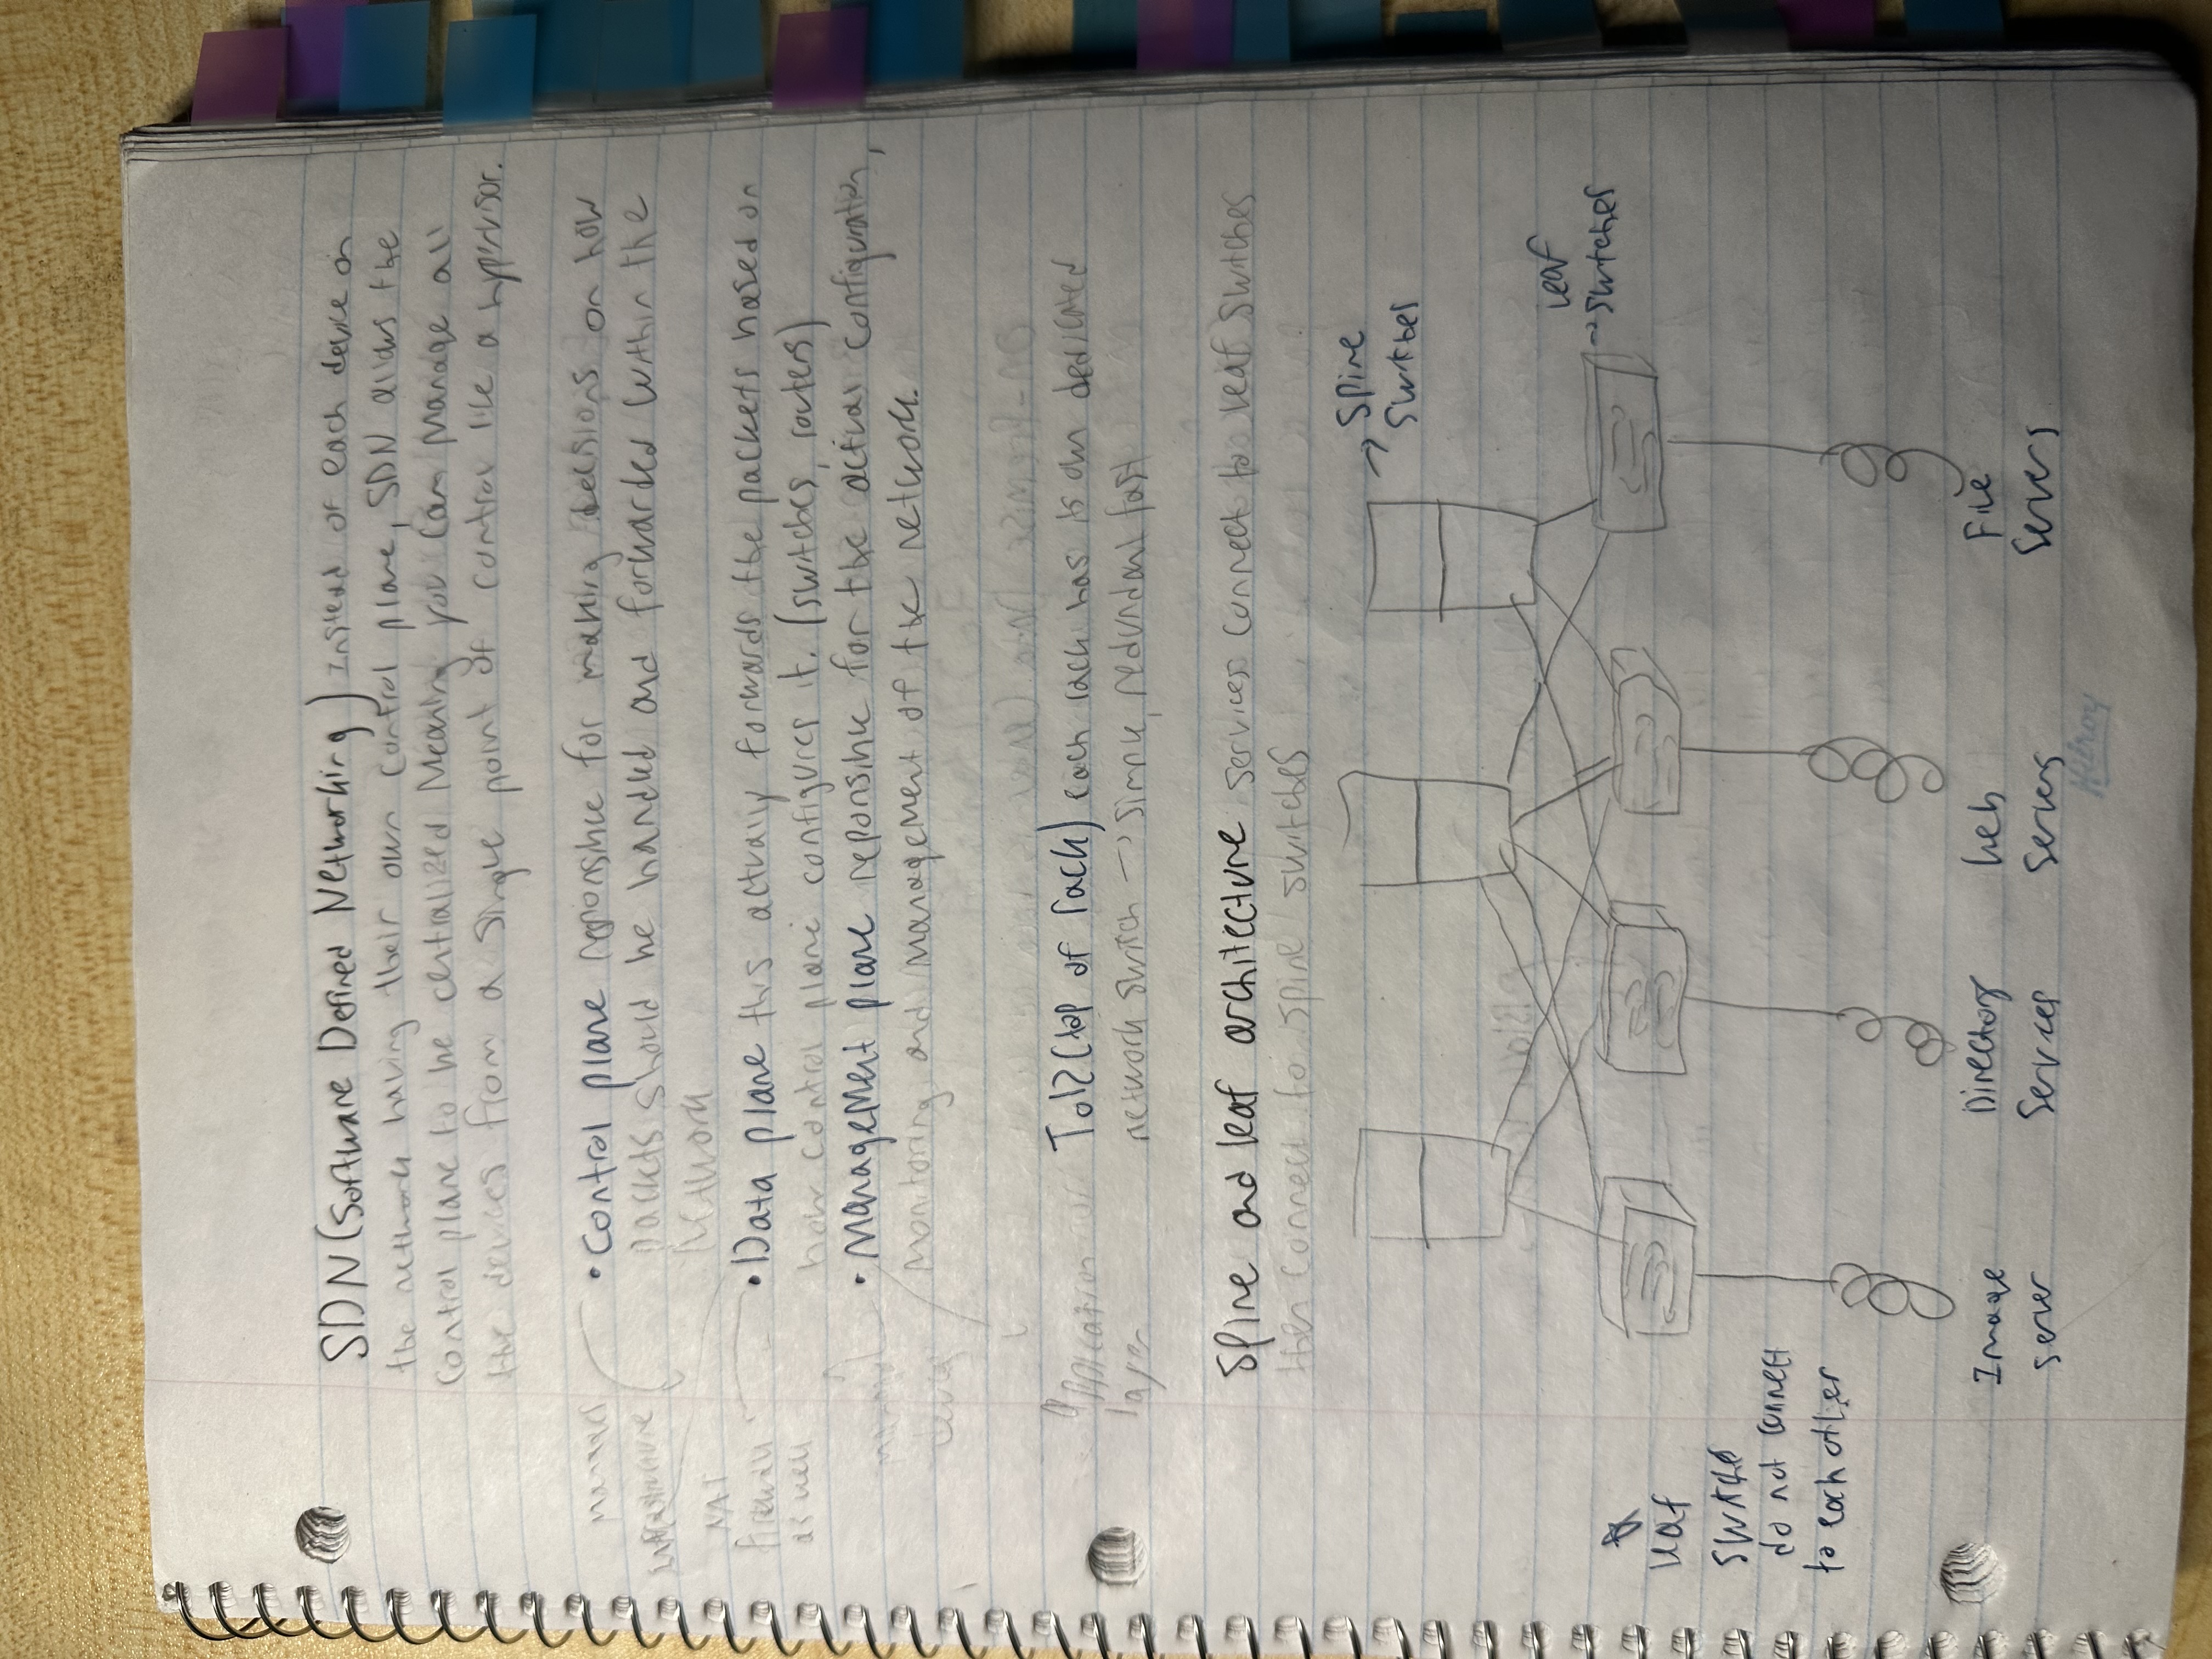 SDN (Software Defined Networking) Instead of each device on
the network having their own control plane, SDN allows the
control plane to be centralized Meaning you can Manage all
the devices from a single point of control like a hypervisor.
manages
infrastructure
• Control plane responsible for making decisions on how
packets should be handled and forwarded within the
Network
NAT
firewall
as well
• Data plane this actually forwards the packets based on
how control plane configures it. (switches, routers)
• Management plane reponsible for the actual configuration,
monitoring and management of the network.
application
layer
ToR (top of rack) each rack has its own dedicated
network switch → simple, redundant fast
Spine and leaf architecture services connect to leaf switches
then connect to spine switches
→ Spine
Switches
Leaf
→ switches
☆
leaf
do not connect
to each other
Image
server
Directory
Services
Web
Servers
File
Servers
Hilroy